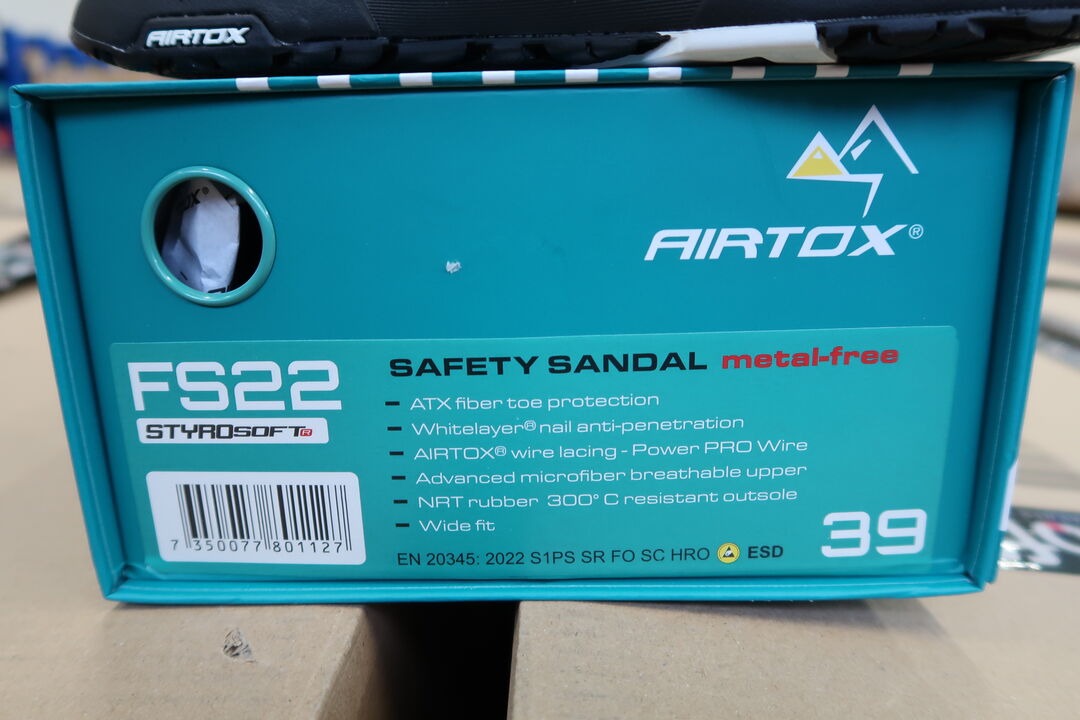 AIRTOX
AIRTOX®
FS22
STYROSOFT®
SAFETY SANDAL metal-free
- ATX fiber toe protection
- Whitelayer® nail anti-penetration
- AIRTOX® wire lacing - Power PRO Wire
- Advanced microfiber breathable upper
- NRT rubber 300° C resistant outsole
- Wide fit
EN 20345: 2022 S1PS SR FO SC HRO ESD
7 350077 801127
39